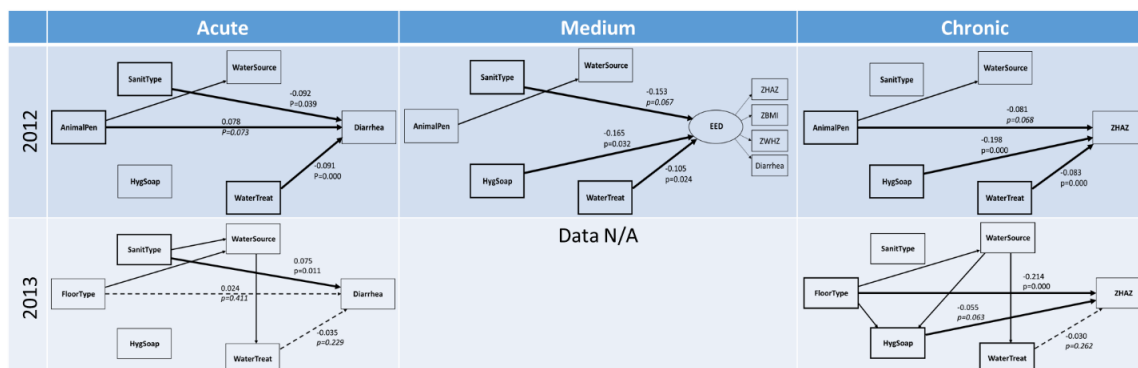 Acute
Medium
Chronic
2012
SanitType
WaterSource
-0.092
P=0.039
AnimalPen
0.078
P=0.073
Diarrhea
-0.091
P=0.000
HygSoap
WaterTreat
SanitType
WaterSource
-0.153
p=0.067
AnimalPen
EED
ZHAZ
ZBMI
ZWHZ
Diarrhea
-0.165
p=0.032
HygSoap
-0.105
p=0.024
WaterTreat
SanitType
WaterSource
-0.081
p=0.068
AnimalPen
ZHAZ
-0.198
p=0.000
HygSoap
-0.083
p=0.000
WaterTreat
2013
SanitType
WaterSource
0.075
p=0.011
FloorType
0.024
p=0.411
Diarrhea
-0.035
p=0.229
HygSoap
WaterTreat
Data N/A
SanitType
WaterSource
-0.214
p=0.000
FloorType
ZHAZ
-0.055
p=0.063
HygSoap
-0.030
p=0.262
WaterTreat